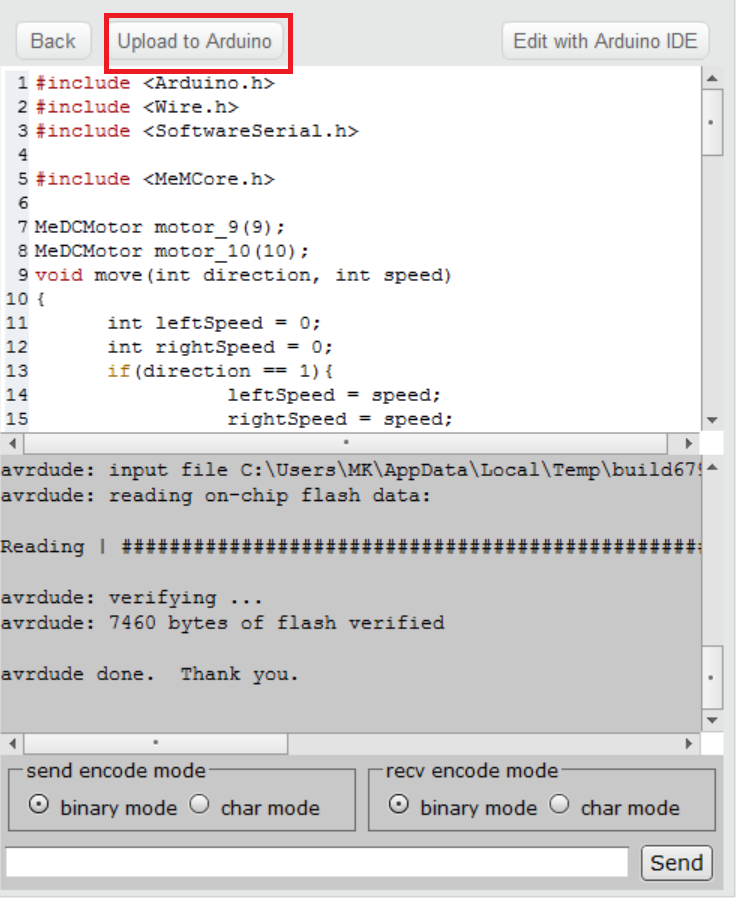 Back Upload to Arduino Edit with Arduino IDE
1 #include <Arduino.h>
2 #include <Wire.h>
3 #include <SoftwareSerial.h>
4
5 #include <MeMCore.h>
6
7 MeDCMotor motor_9(9);
8 MeDCMotor motor_10(10);
9 void move(int direction, int speed)
10 {
11 int leftSpeed = 0;
12 int rightSpeed = 0;
13 if(direction == 1){
14 leftSpeed = speed;
15 rightSpeed = speed;
avrdude: input file C:\Users\MK\AppData\Local\Temp\build679
avrdude: reading on-chip flash data:
Reading | ################################################
avrdude: verifying ...
avrdude: 7460 bytes of flash verified
avrdude done.  Thank you.
send encode mode recv encode mode
binary mode char mode binary mode char mode
Send